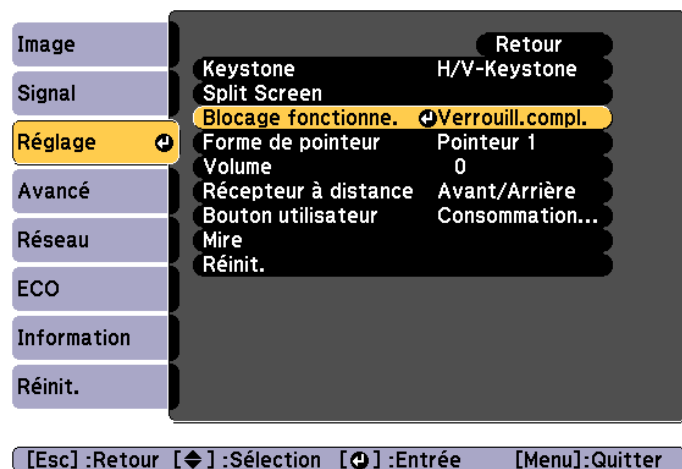 Image
Signal
Réglage
Avancé
Réseau
ECO
Information
Réinit.
Retour
Keystone H/V-Keystone
Split Screen
Blocage fonctionne. Verrouill.compl.
Forme de pointeur Pointeur 1
Volume 0
Récepteur à distance Avant/Arrière
Bouton utilisateur Consommation...
Mire
Réinit.
[Esc] :Retour [◆] :Sélection [⏎] :Entrée [Menu]:Quitter